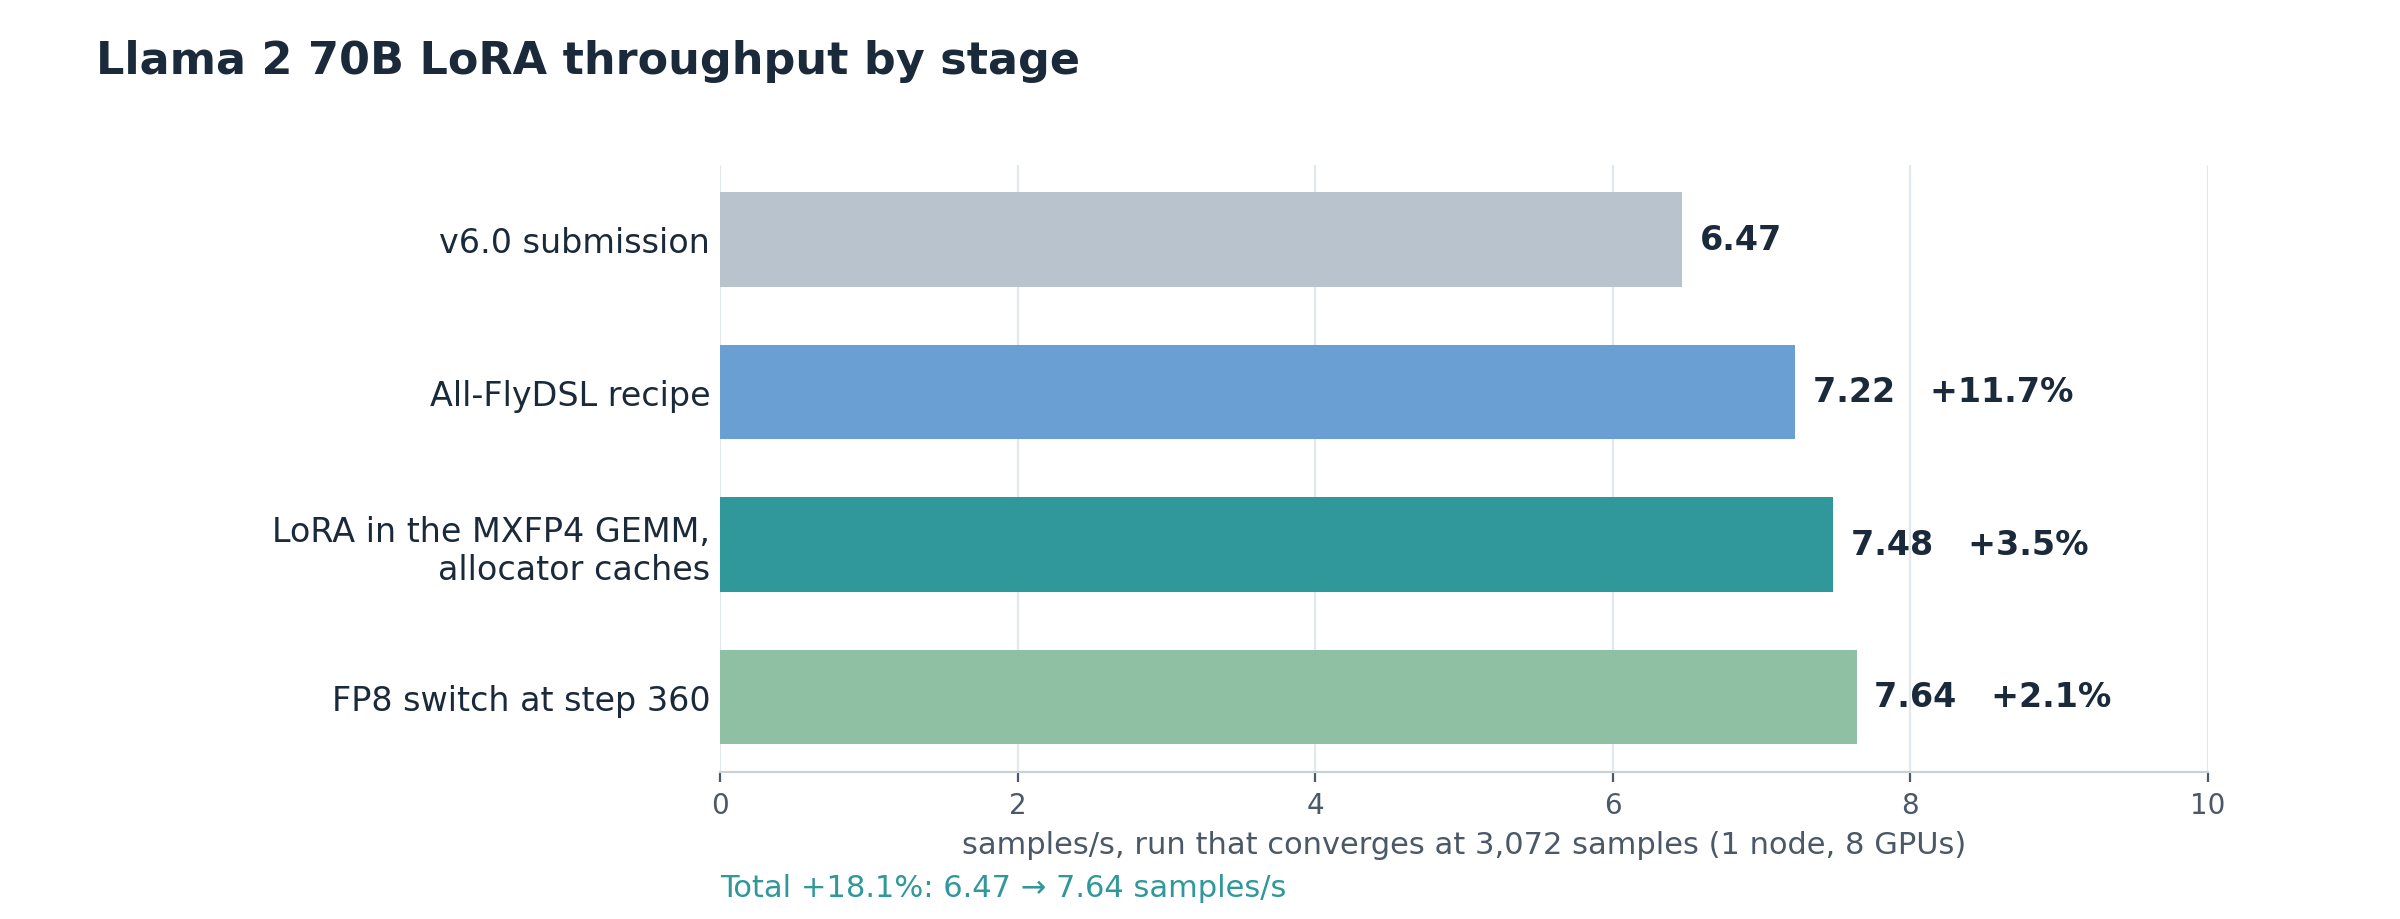 Llama 2 70B LoRA throughput by stage
v6.0 submission
6.47
All-FlyDSL recipe
7.22 +11.7%
LoRA in the MXFP4 GEMM,
allocator caches
7.48 +3.5%
FP8 switch at step 360
7.64 +2.1%
0 2 4 6 8 10
samples/s, run that converges at 3,072 samples (1 node, 8 GPUs)
Total +18.1%: 6.47 → 7.64 samples/s